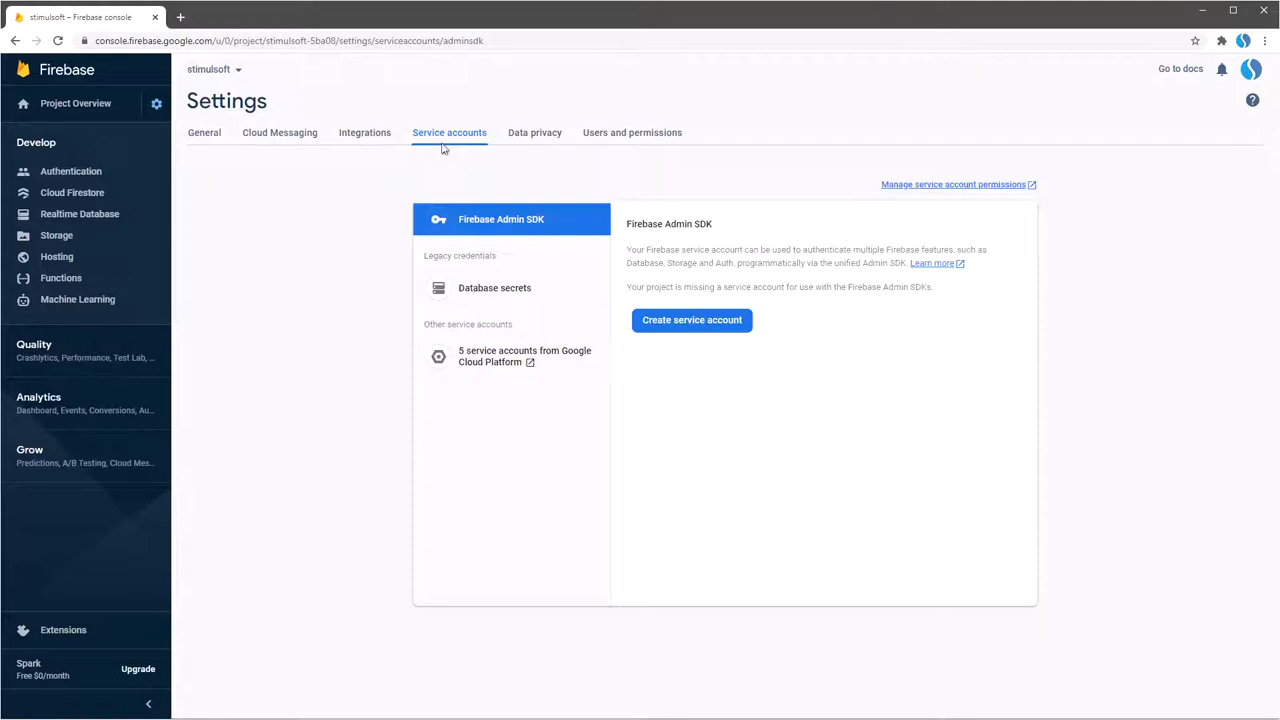 stimulsoft – Firebase console
console.firebase.google.com/u/0/project/stimulsoft-5ba08/settings/serviceaccounts/adminsdk
Firebase
Project Overview
Develop
Authentication
Cloud Firestore
Realtime Database
Storage
Hosting
Functions
Machine Learning
Quality
Crashlytics, Performance, Test Lab, ...
Analytics
Dashboard, Events, Conversions, Au...
Grow
Predictions, A/B Testing, Cloud Mes...
Extensions
Spark
Free $0/month
Upgrade
stimulsoft
Go to docs
Settings
General
Cloud Messaging
Integrations
Service accounts
Data privacy
Users and permissions
Manage service account permissions
Firebase Admin SDK
Legacy credentials
Database secrets
Other service accounts
5 service accounts from Google
Cloud Platform
Firebase Admin SDK
Your Firebase service account can be used to authenticate multiple Firebase features, such as
Database, Storage and Auth, programmatically via the unified Admin SDK. Learn more
Your project is missing a service account for use with the Firebase Admin SDKs.
Create service account